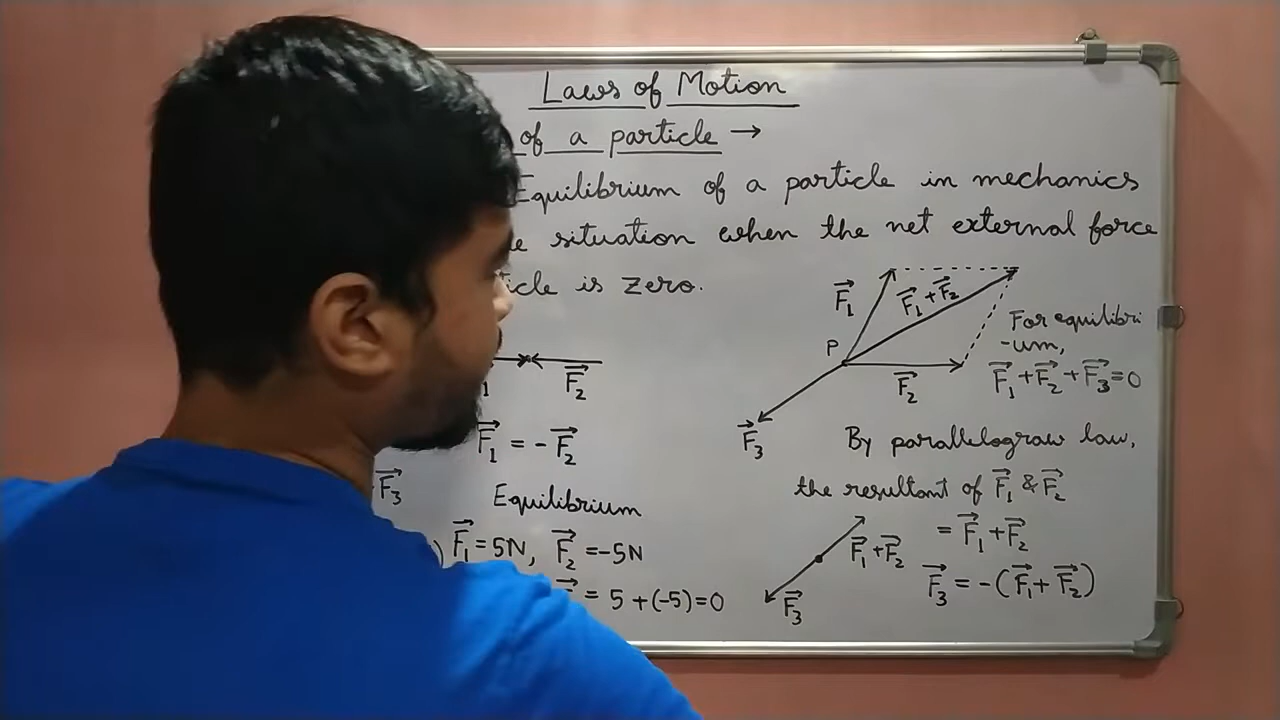 Laws of Motion
of a particle →
Equilibrium of a particle in mechanics
situation when the net external force
is zero.
F⃗₁
F⃗₁+F⃗₂
P
F⃗₂
F⃗₃
For equilibri
-um,
F⃗₁+F⃗₂+F⃗₃=0
F⃗₂
F⃗₁ = -F⃗₂
F⃗₃
Equilibrium
F⃗₁=5N, F⃗₂=-5N
= 5+(-5)=0
By parallelogram law,
the resultant of F⃗₁ & F⃗₂
= F⃗₁+F⃗₂
F⃗₁+F⃗₂
F⃗₃
F⃗₃ = -(F⃗₁+F⃗₂)